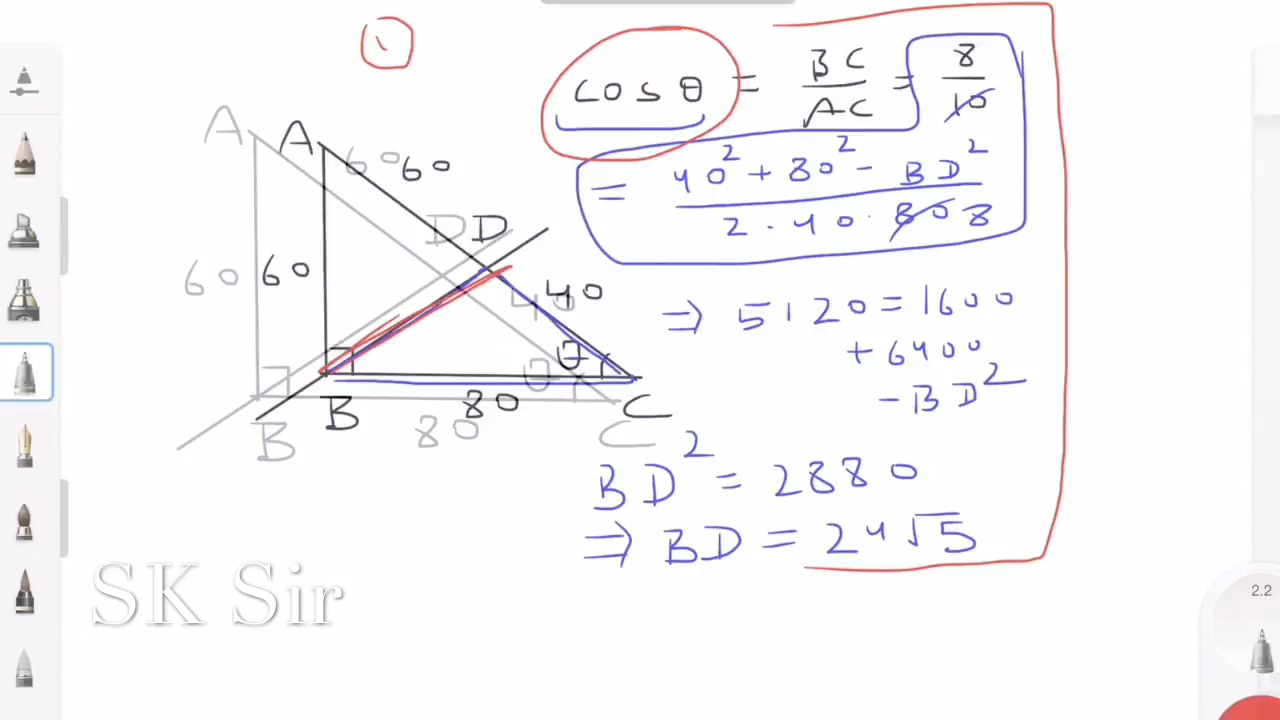 1
cos θ = BC/AC = 8/10
= (40² + 80² - BD²)/(2 · 40 · 80 8)
⇒ 5120 = 1600
+ 6400
- BD²
BD² = 2880
⇒ BD = 24√5
A A
60 60
D D
60 60
40 40
θ θ
B B
80 80
C C
SK Sir
2.2